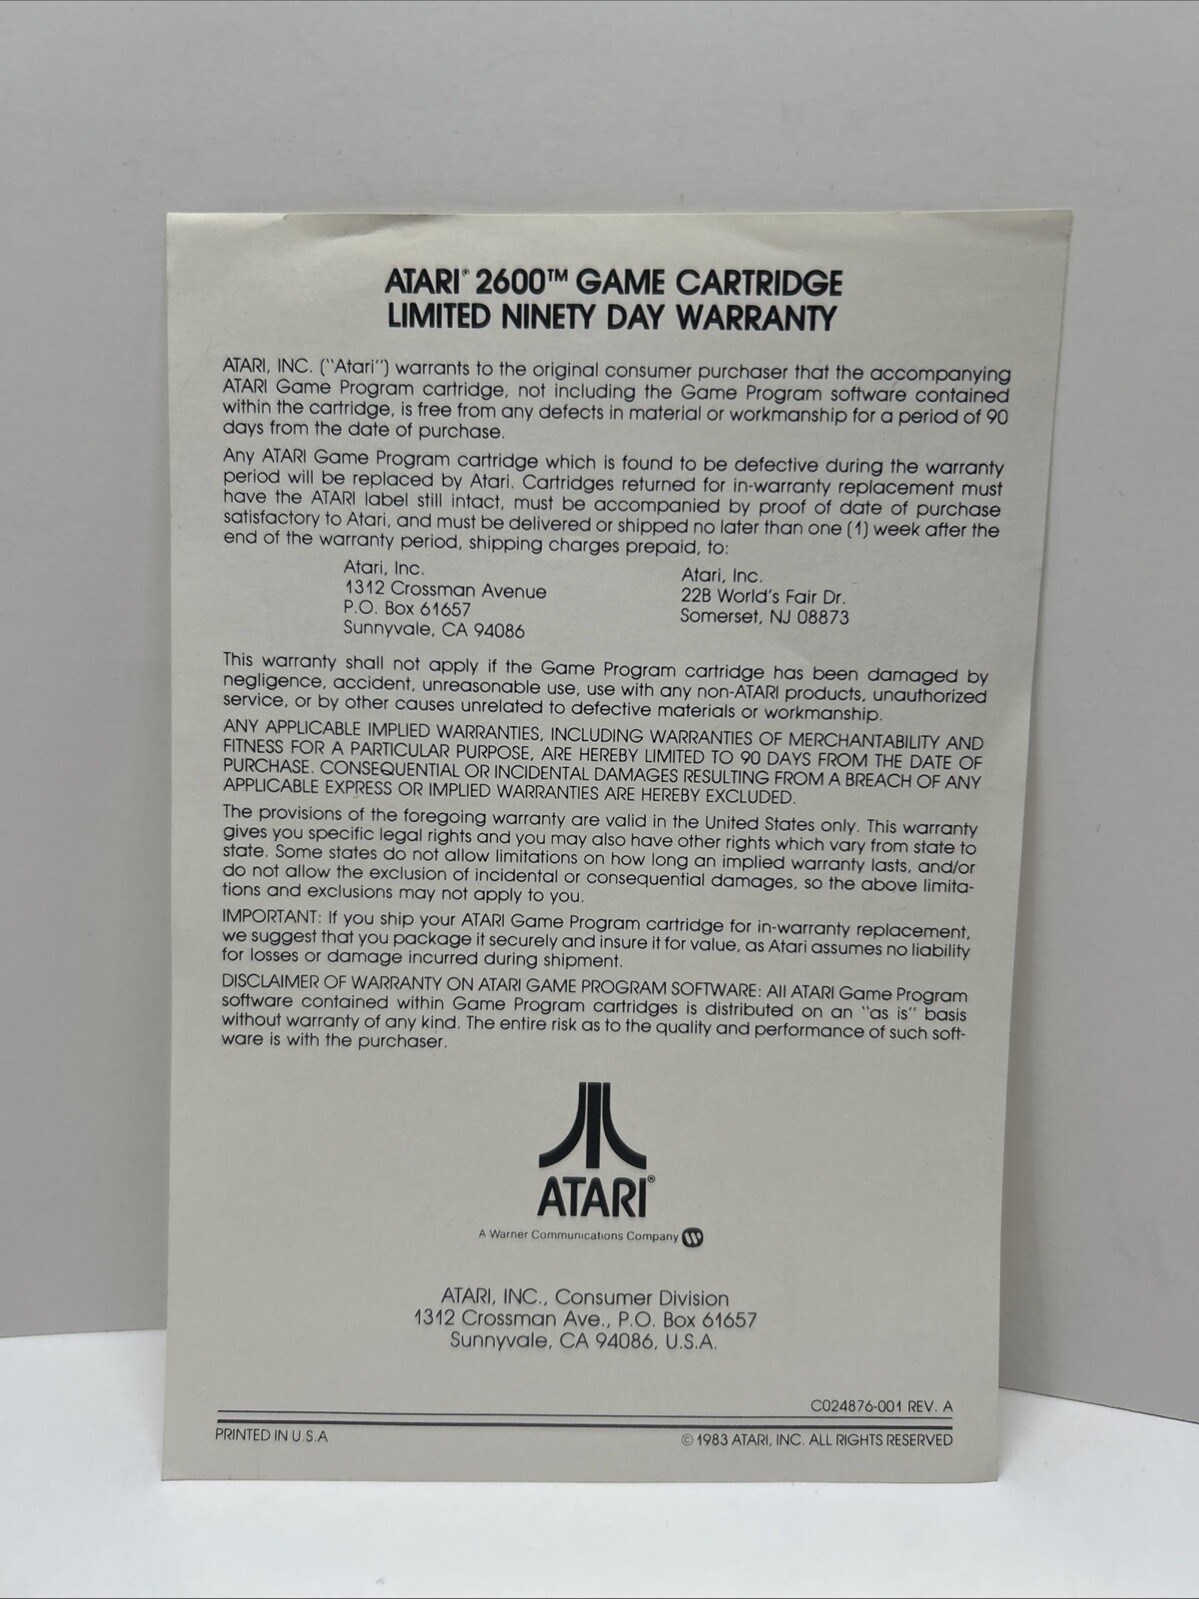 ATARI® 2600™ GAME CARTRIDGE
LIMITED NINETY DAY WARRANTY
ATARI, INC. ("Atari") warrants to the original consumer purchaser that the accompanying
ATARI Game Program cartridge, not including the Game Program software contained
within the cartridge, is free from any defects in material or workmanship for a period of 90
days from the date of purchase.
Any ATARI Game Program cartridge which is found to be defective during the warranty
period will be replaced by Atari. Cartridges returned for in-warranty replacement must
have the ATARI label still intact, must be accompanied by proof of date of purchase
satisfactory to Atari, and must be delivered or shipped no later than one (1) week after the
end of the warranty period, shipping charges prepaid, to:
Atari, Inc.
1312 Crossman Avenue
P.O. Box 61657
Sunnyvale, CA 94086
Atari, Inc.
22B World's Fair Dr.
Somerset, NJ 08873
This warranty shall not apply if the Game Program cartridge has been damaged by
negligence, accident, unreasonable use, use with any non-ATARI products, unauthorized
service, or by other causes unrelated to defective materials or workmanship.
ANY APPLICABLE IMPLIED WARRANTIES, INCLUDING WARRANTIES OF MERCHANTABILITY AND
FITNESS FOR A PARTICULAR PURPOSE, ARE HEREBY LIMITED TO 90 DAYS FROM THE DATE OF
PURCHASE. CONSEQUENTIAL OR INCIDENTAL DAMAGES RESULTING FROM A BREACH OF ANY
APPLICABLE EXPRESS OR IMPLIED WARRANTIES ARE HEREBY EXCLUDED.
The provisions of the foregoing warranty are valid in the United States only. This warranty
gives you specific legal rights and you may also have other rights which vary from state to
state. Some states do not allow limitations on how long an implied warranty lasts, and/or
do not allow the exclusion of incidental or consequential damages, so the above limita-
tions and exclusions may not apply to you.
IMPORTANT: If you ship your ATARI Game Program cartridge for in-warranty replacement,
we suggest that you package it securely and insure it for value, as Atari assumes no liability
for losses or damage incurred during shipment.
DISCLAIMER OF WARRANTY ON ATARI GAME PROGRAM SOFTWARE: All ATARI Game Program
software contained within Game Program cartridges is distributed on an "as is" basis
without warranty of any kind. The entire risk as to the quality and performance of such soft-
ware is with the purchaser.
ATARI®
A Warner Communications Company
ATARI, INC., Consumer Division
1312 Crossman Ave., P.O. Box 61657
Sunnyvale, CA 94086, U.S.A.
C024876-001 REV. A
PRINTED IN U.S.A
© 1983 ATARI, INC. ALL RIGHTS RESERVED